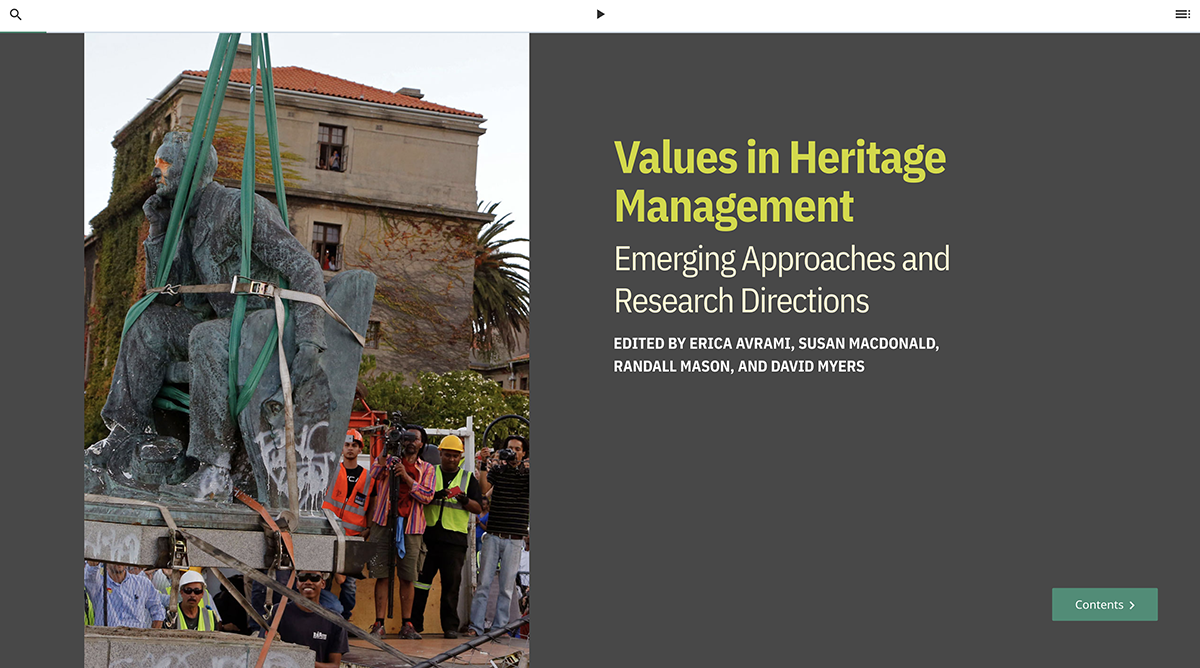 Values in Heritage
Management
Emerging Approaches and
Research Directions
EDITED BY ERICA AVRAMI, SUSAN MACDONALD,
RANDALL MASON, AND DAVID MYERS
Contents